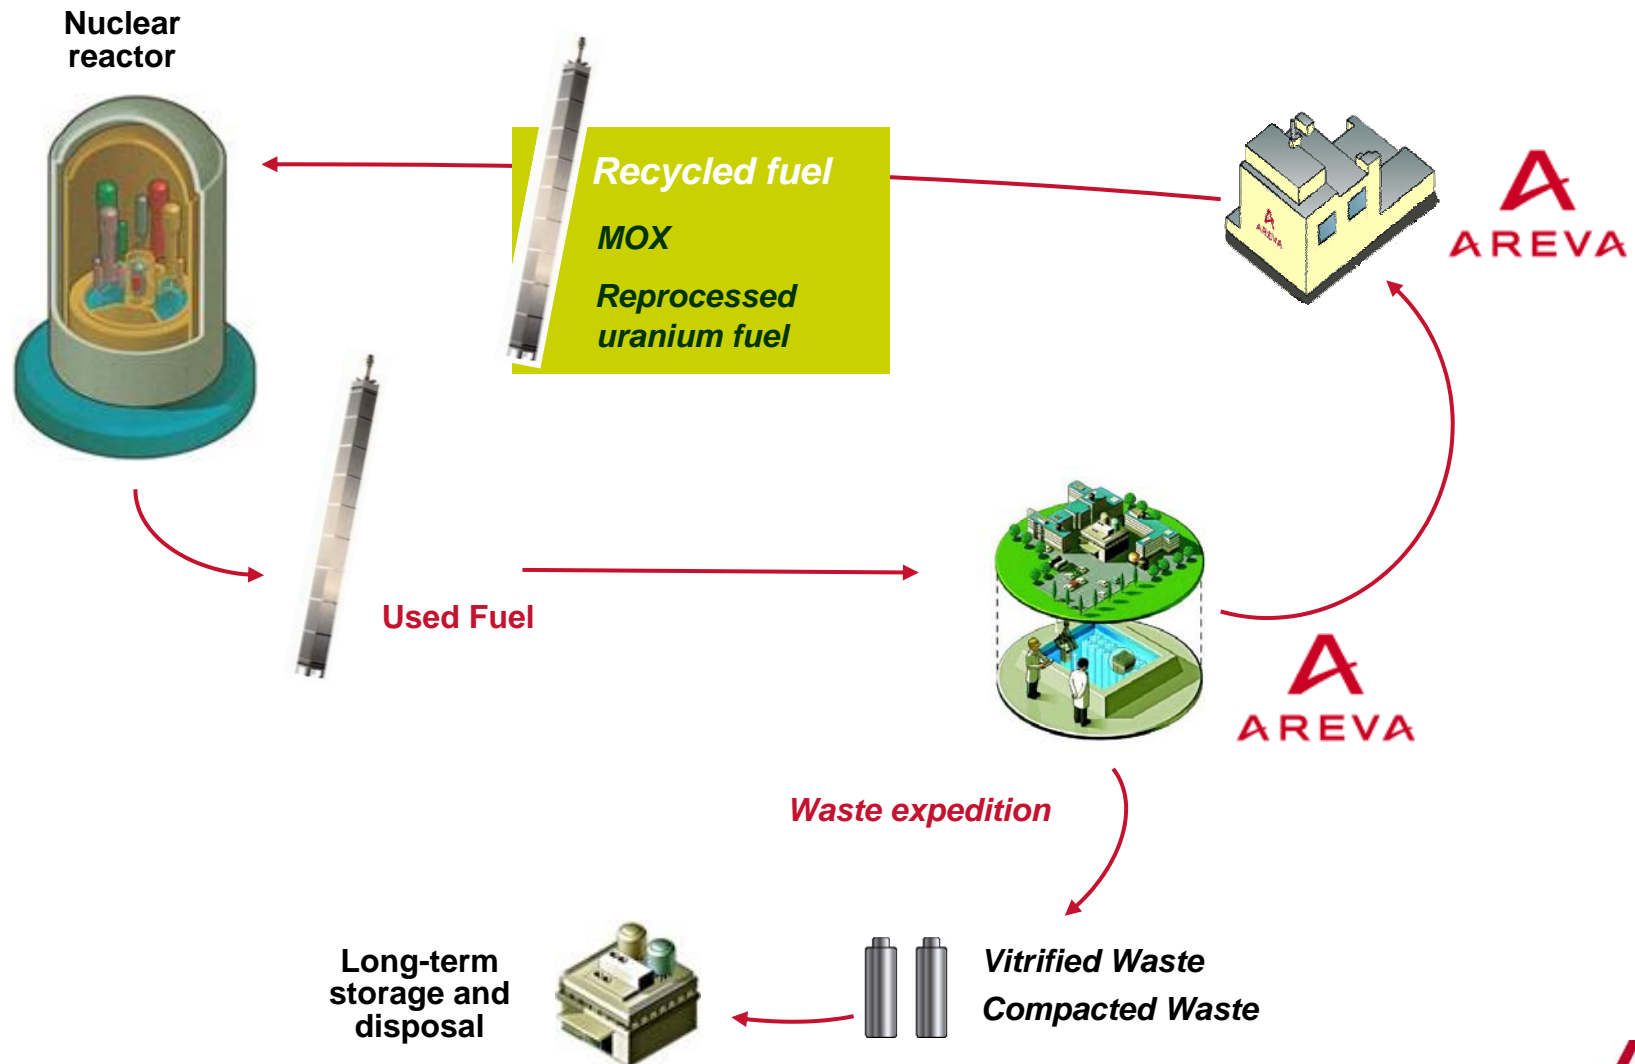 Nuclear
reactor
Recycled fuel
MOX
Reprocessed
uranium fuel
AREVA
AREVA
Used Fuel
AREVA
Waste expedition
Long-term
storage and
disposal
Vitrified Waste
Compacted Waste